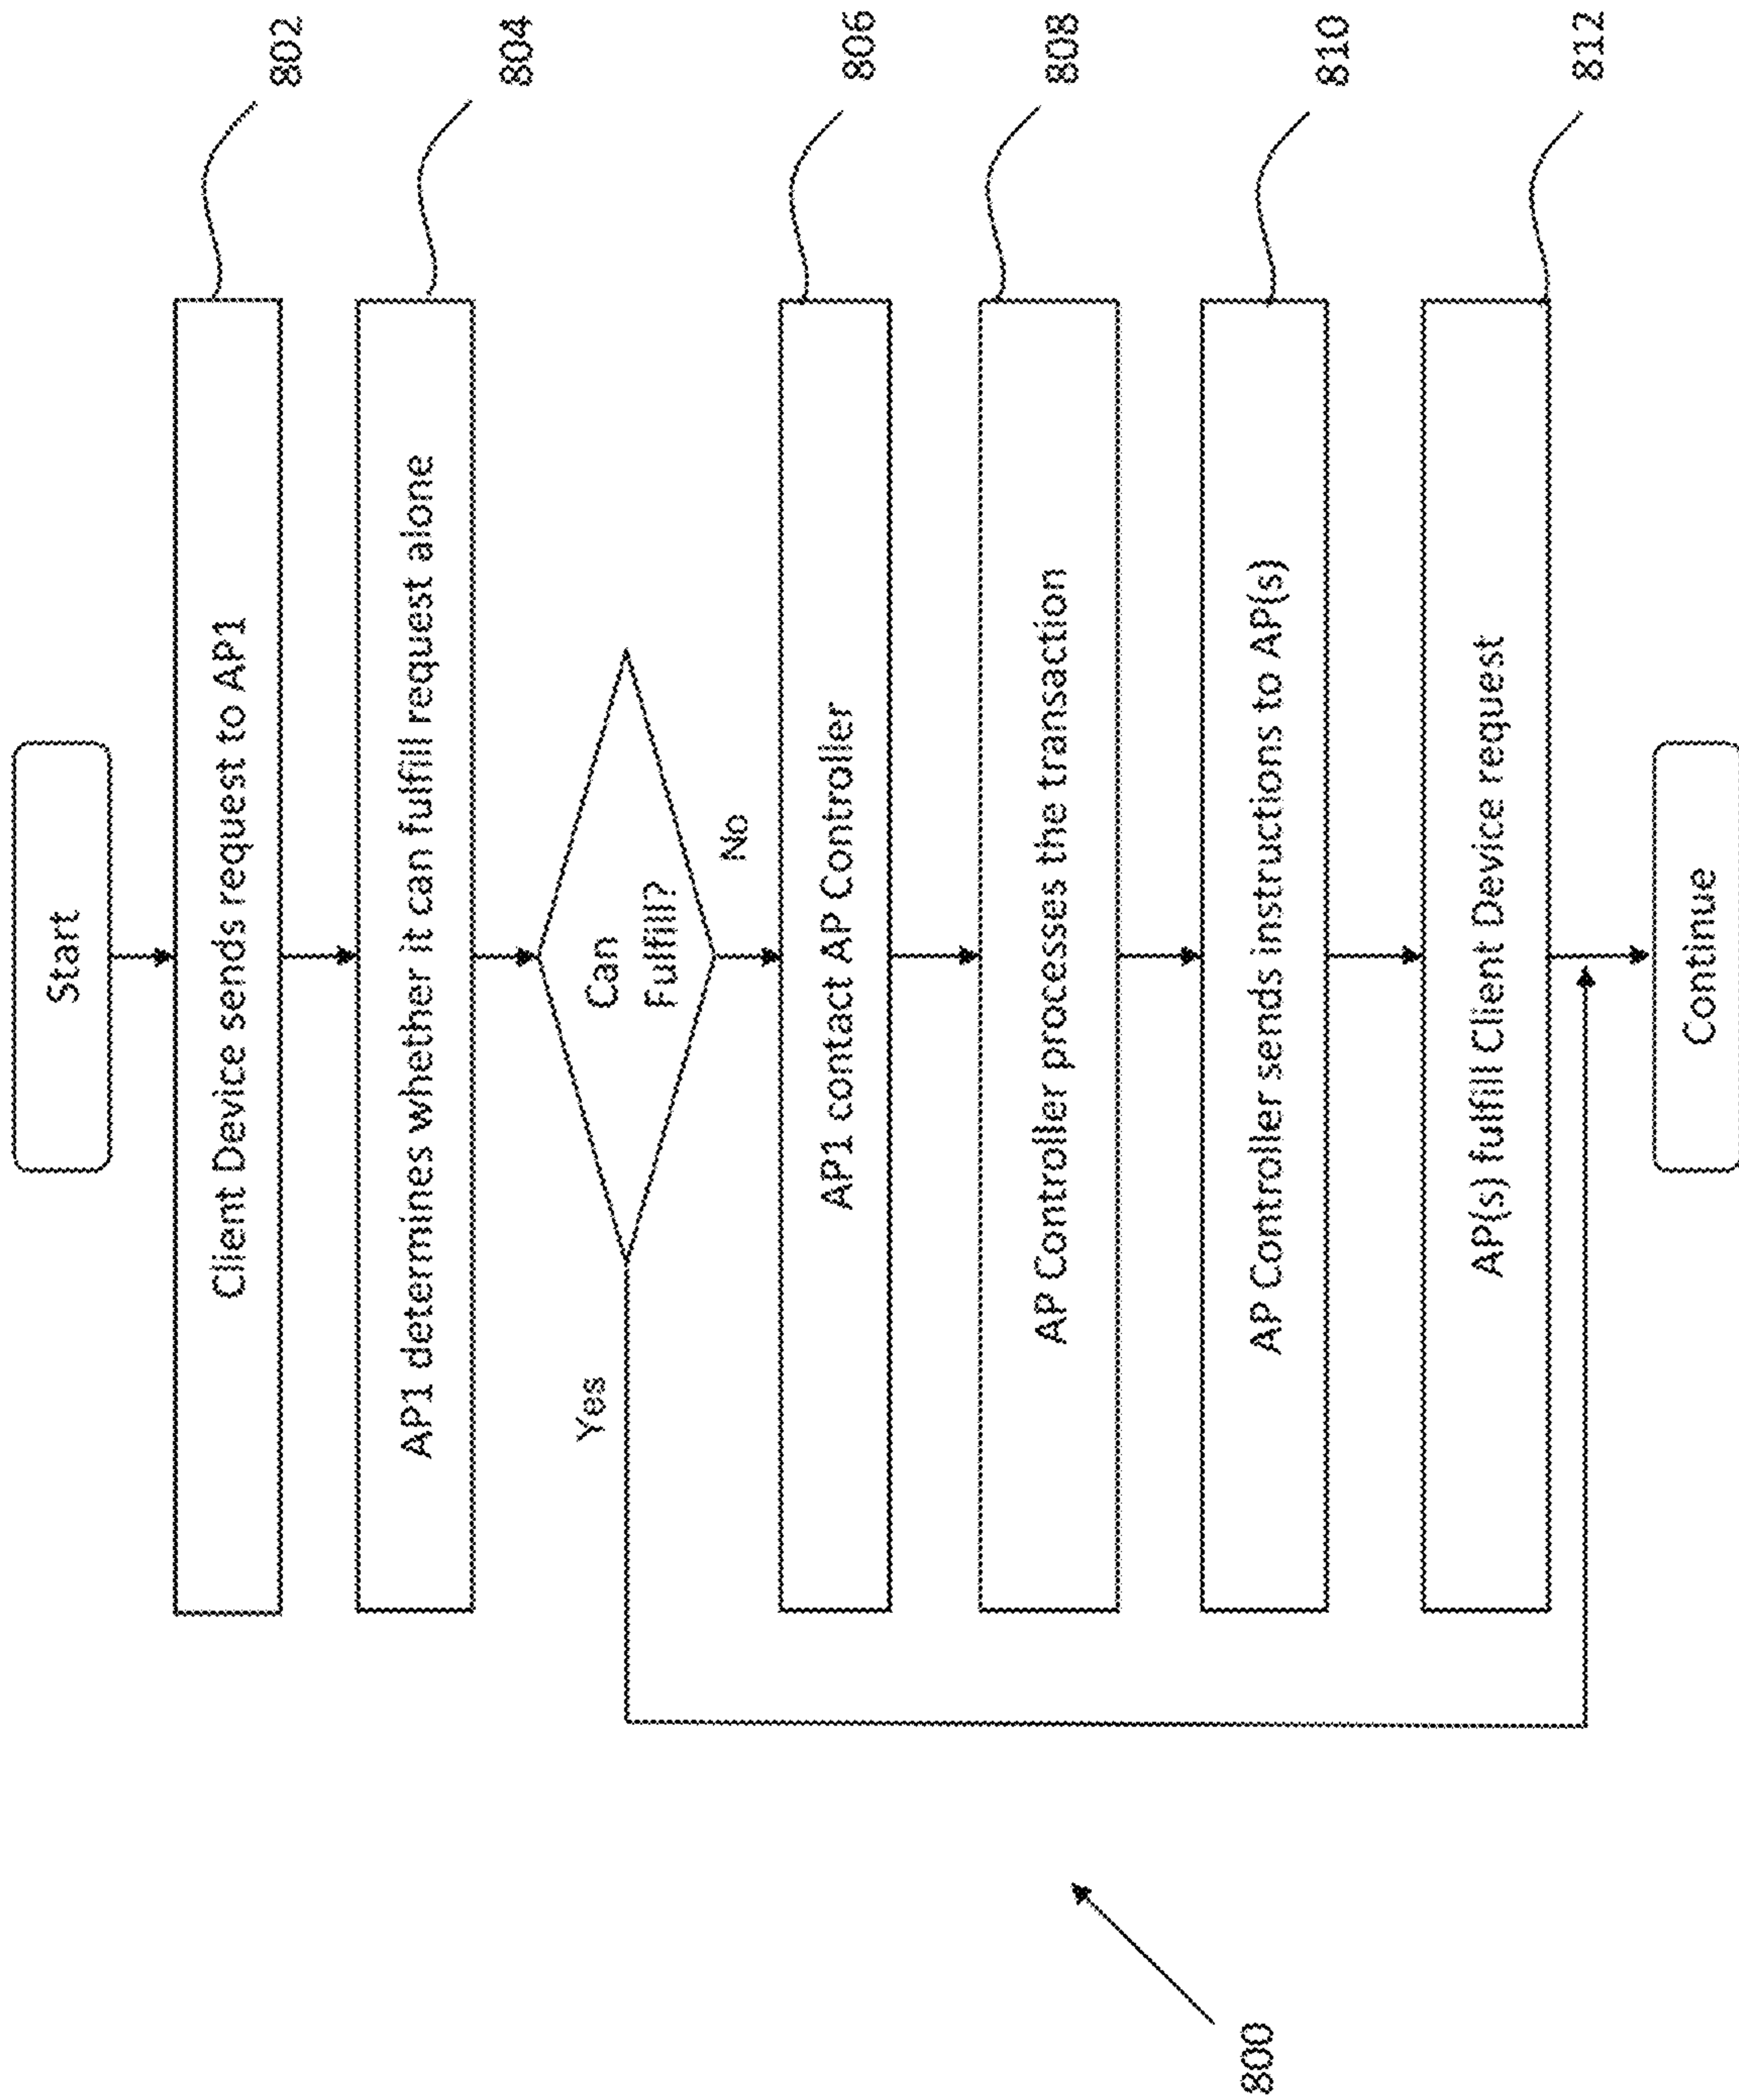 Start
Client Device sends request to AP1
802
AP1 determines whether it can fulfill request alone
804
Can
Fulfill?
Yes
No
AP1 contact AP Controller
806
AP Controller processes the transaction
808
AP Controller sends instructions to AP(s)
810
AP(s) fulfill Client Device request
812
Continue
800